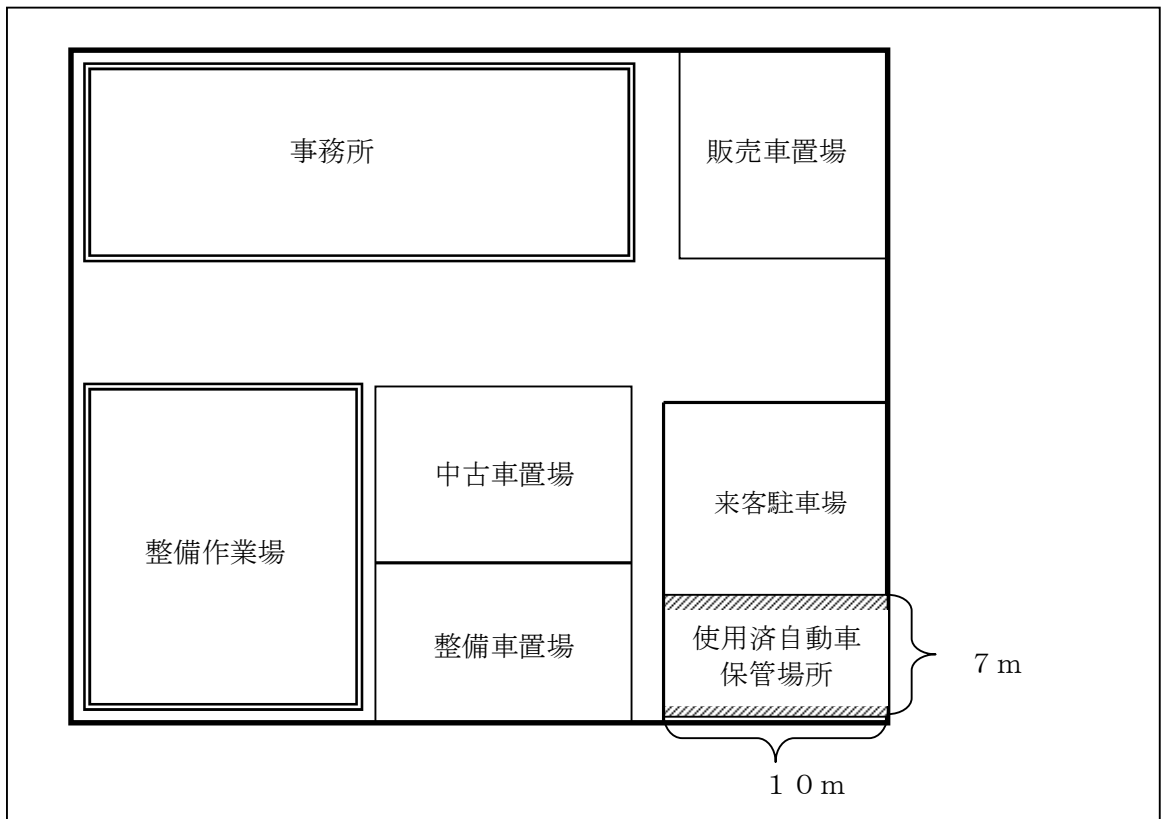 事務所
販売車置場
中古車置場
来客駐車場
整備作業場
整備車置場
使用済自動車
保管場所
７ｍ
１０ｍ